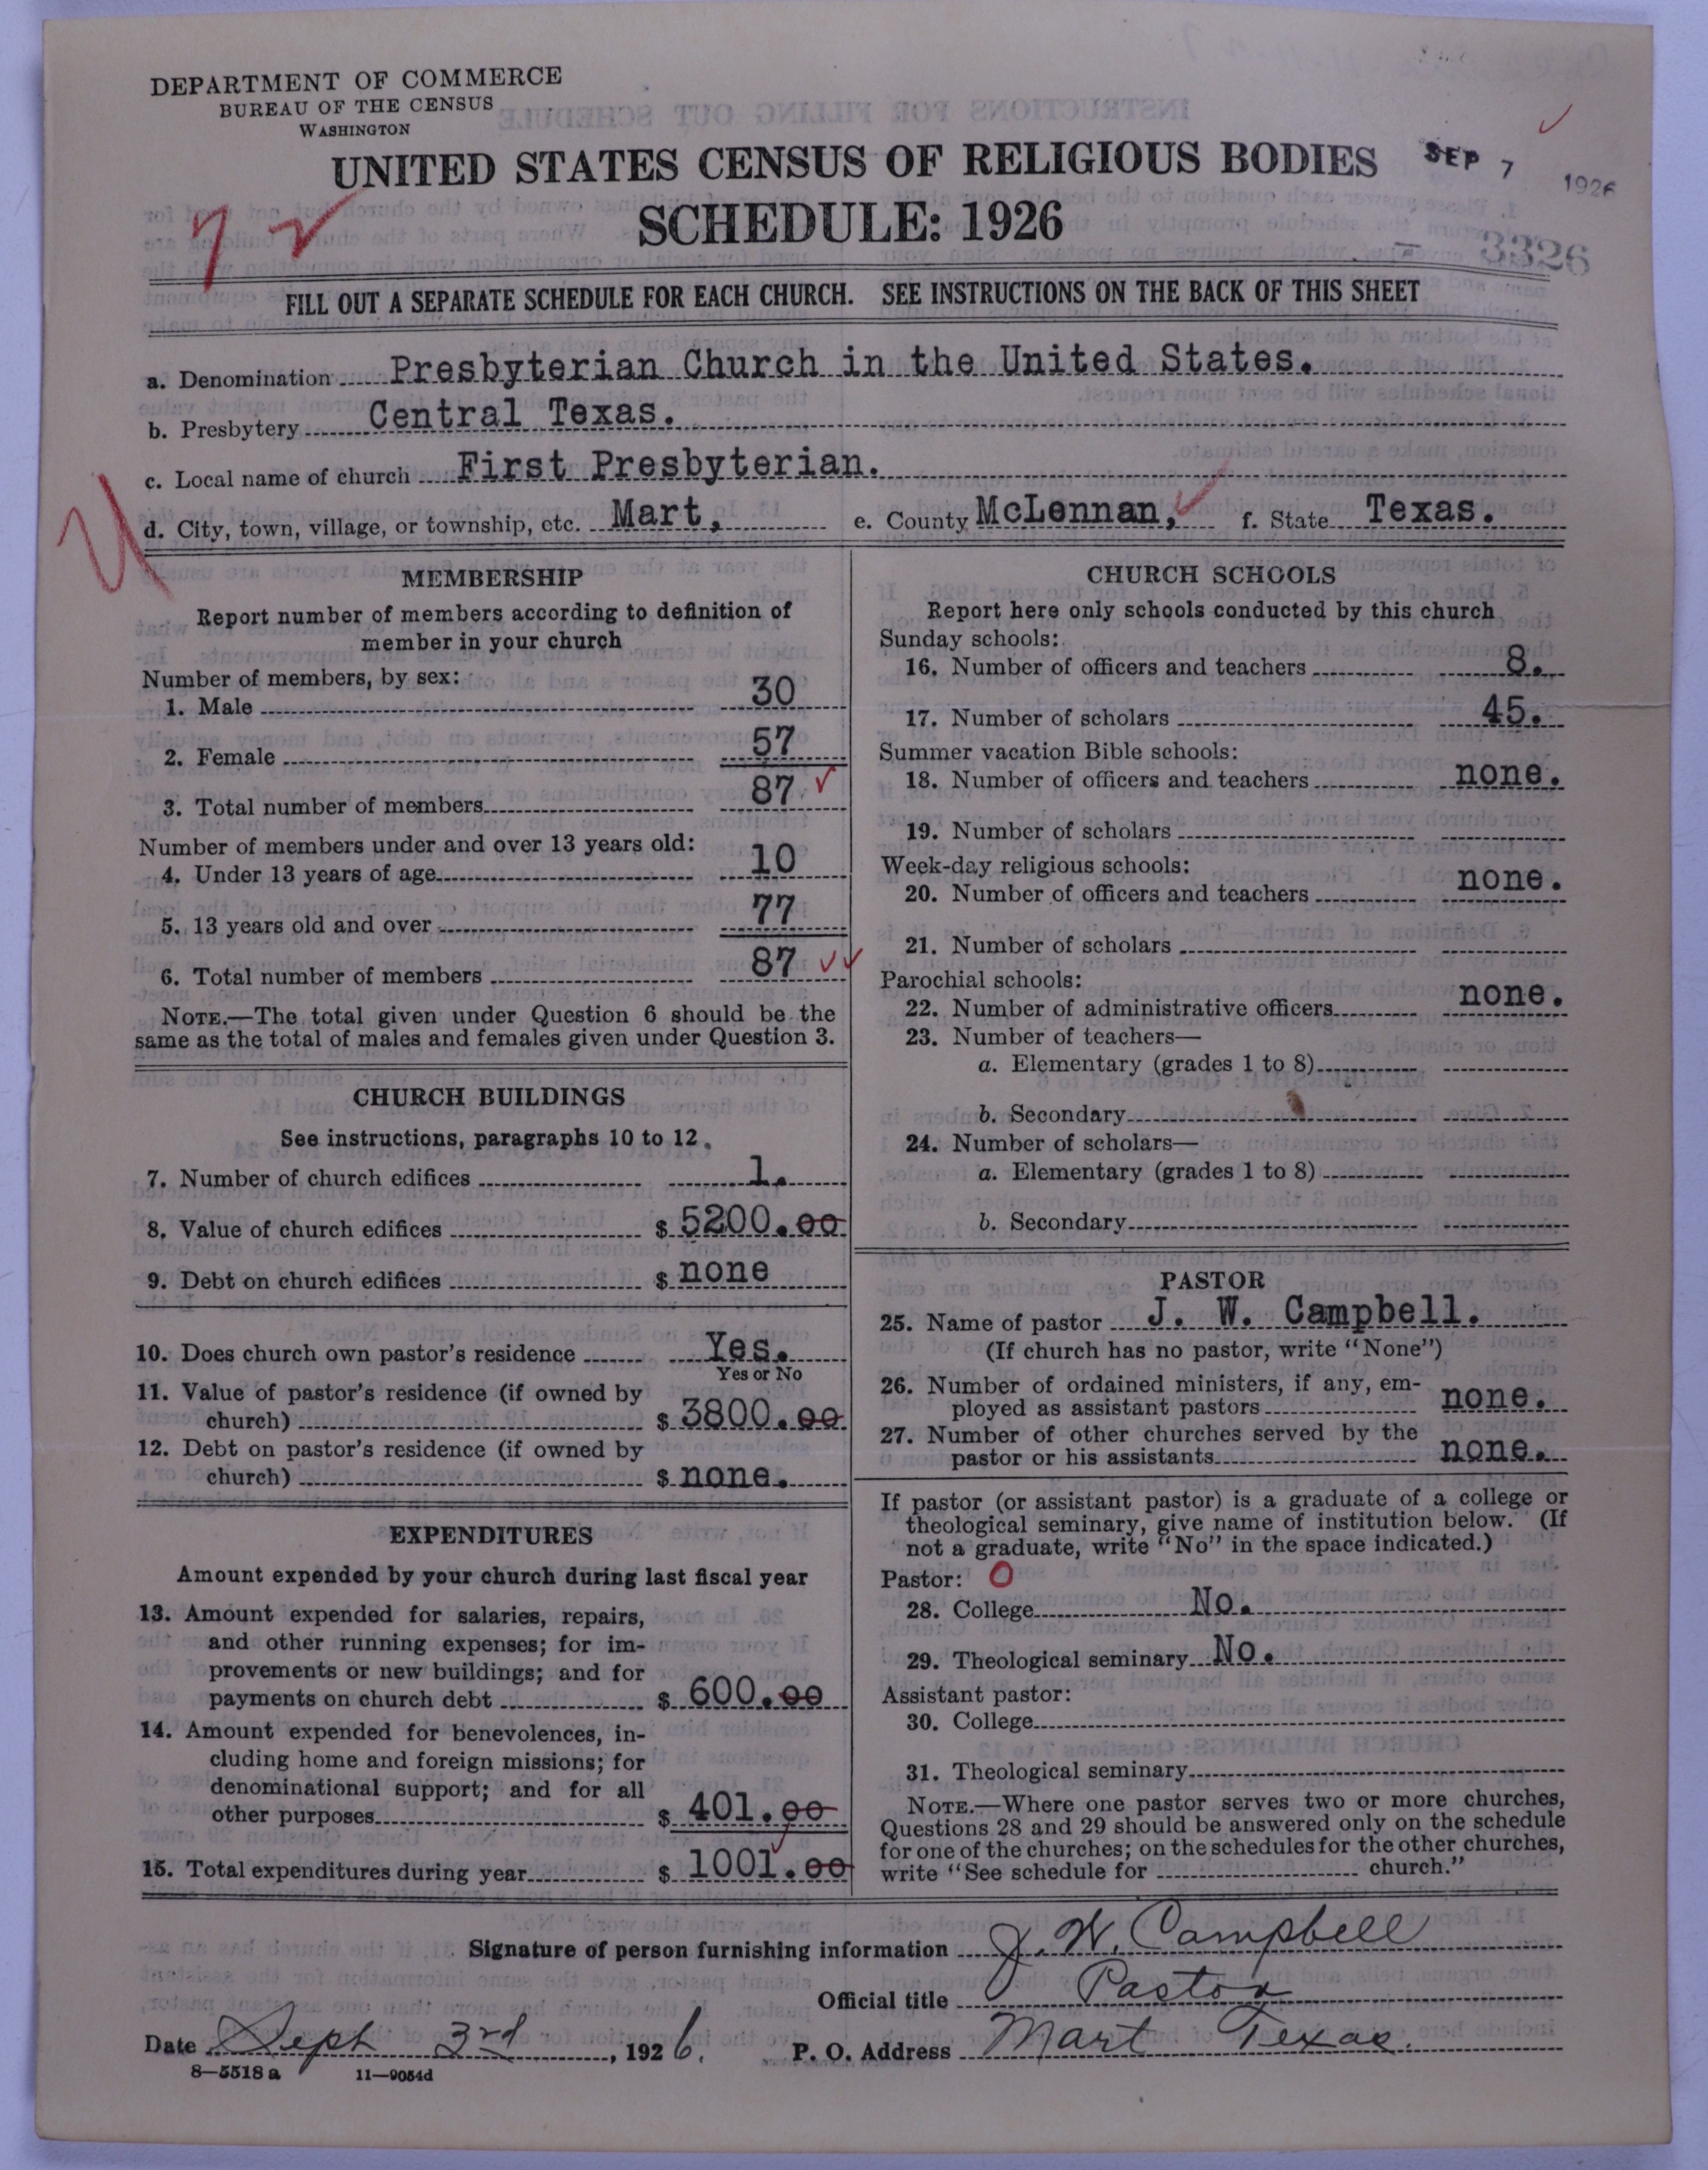 DEPARTMENT OF COMMERCE
BUREAU OF THE CENSUS
WASHINGTON
UNITED STATES CENSUS OF RELIGIOUS BODIES
SEP 7 1926
SCHEDULE: 1926
3326
FILL OUT A SEPARATE SCHEDULE FOR EACH CHURCH. SEE INSTRUCTIONS ON THE BACK OF THIS SHEET
a. Denomination Presbyterian Church in the United States.
b. Presbytery Central Texas.
c. Local name of church First Presbyterian.
d. City, town, village, or township, etc. Mart, e. County McLennan, f. State Texas.
MEMBERSHIP
Report number of members according to definition of
member in your church
Number of members, by sex:
1. Male 30
2. Female 57
3. Total number of members 87
Number of members under and over 13 years old:
4. Under 13 years of age 10
5. 13 years old and over 77
6. Total number of members 87
NOTE.—The total given under Question 6 should be the
same as the total of males and females given under Question 3.
CHURCH BUILDINGS
See instructions, paragraphs 10 to 12.
7. Number of church edifices 1.
8. Value of church edifices $ 5200.00
9. Debt on church edifices $ none
10. Does church own pastor's residence Yes.
Yes or No
11. Value of pastor's residence (if owned by
church) $ 3800.00
12. Debt on pastor's residence (if owned by
church) $ none.
EXPENDITURES
Amount expended by your church during last fiscal year
13. Amount expended for salaries, repairs,
and other running expenses; for im-
provements or new buildings; and for
payments on church debt $ 600.00
14. Amount expended for benevolences, in-
cluding home and foreign missions; for
denominational support; and for all
other purposes $ 401.00
15. Total expenditures during year $ 1001.00
CHURCH SCHOOLS
Report here only schools conducted by this church
Sunday schools:
16. Number of officers and teachers 8.
17. Number of scholars 45.
Summer vacation Bible schools:
18. Number of officers and teachers none.
19. Number of scholars
Week-day religious schools:
20. Number of officers and teachers none.
21. Number of scholars
Parochial schools:
22. Number of administrative officers none.
23. Number of teachers—
a. Elementary (grades 1 to 8)
b. Secondary
24. Number of scholars—
a. Elementary (grades 1 to 8)
b. Secondary
PASTOR
25. Name of pastor J. W. Campbell.
(If church has no pastor, write "None")
26. Number of ordained ministers, if any, em-
ployed as assistant pastors none.
27. Number of other churches served by the
pastor or his assistants none.
If pastor (or assistant pastor) is a graduate of a college or
theological seminary, give name of institution below. (If
not a graduate, write "No" in the space indicated.)
Pastor: O
28. College No.
29. Theological seminary No.
Assistant pastor:
30. College
31. Theological seminary
NOTE.—Where one pastor serves two or more churches,
Questions 28 and 29 should be answered only on the schedule
for one of the churches; on the schedules for the other churches,
write "See schedule for church."
Signature of person furnishing information J. W. Campbell
Official title Pastor
Date Sept 3rd, 1926. P. O. Address Mart Texas.
8—5518 a 11—9054d